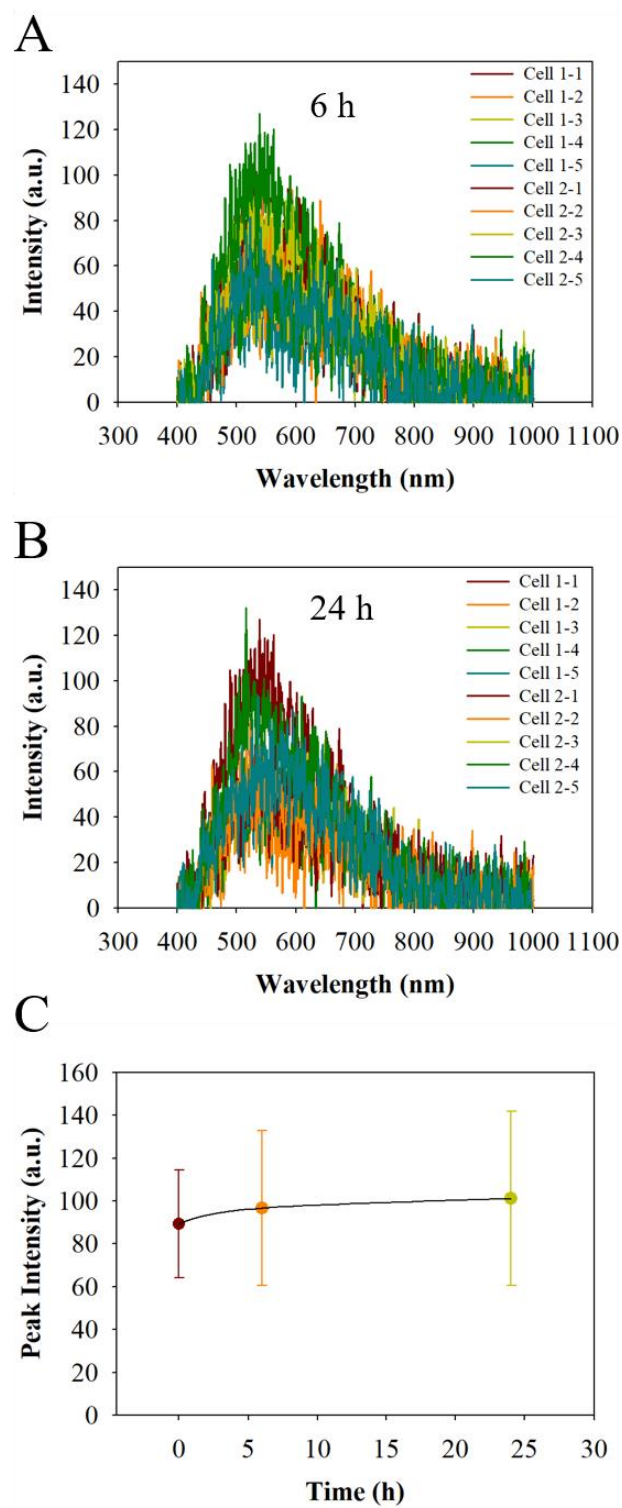 A
Intensity (a.u.)
140
120
100
80
60
40
20
0
6 h
Cell 1-1
Cell 1-2
Cell 1-3
Cell 1-4
Cell 1-5
Cell 2-1
Cell 2-2
Cell 2-3
Cell 2-4
Cell 2-5
300 400 500 600 700 800 900 1000 1100
Wavelength (nm)
B
Intensity (a.u.)
140
120
100
80
60
40
20
0
24 h
Cell 1-1
Cell 1-2
Cell 1-3
Cell 1-4
Cell 1-5
Cell 2-1
Cell 2-2
Cell 2-3
Cell 2-4
Cell 2-5
300 400 500 600 700 800 900 1000 1100
Wavelength (nm)
C
Peak Intensity (a.u.)
160
140
120
100
80
60
40
20
0
0 5 10 15 20 25 30
Time (h)